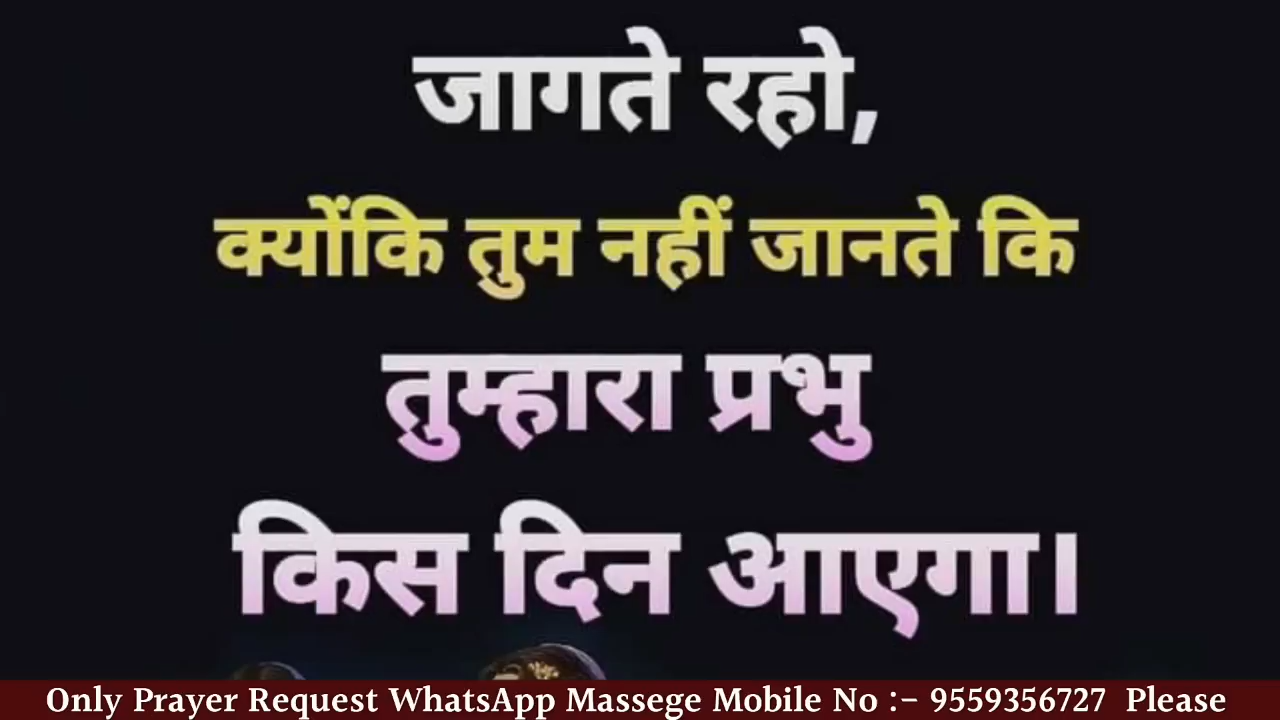 जागते रहो,
क्योंकि तुम नहीं जानते कि
तुम्हारा प्रभु
किस दिन आएगा।
Only Prayer Request WhatsApp Massege Mobile No :- 9559356727 Please